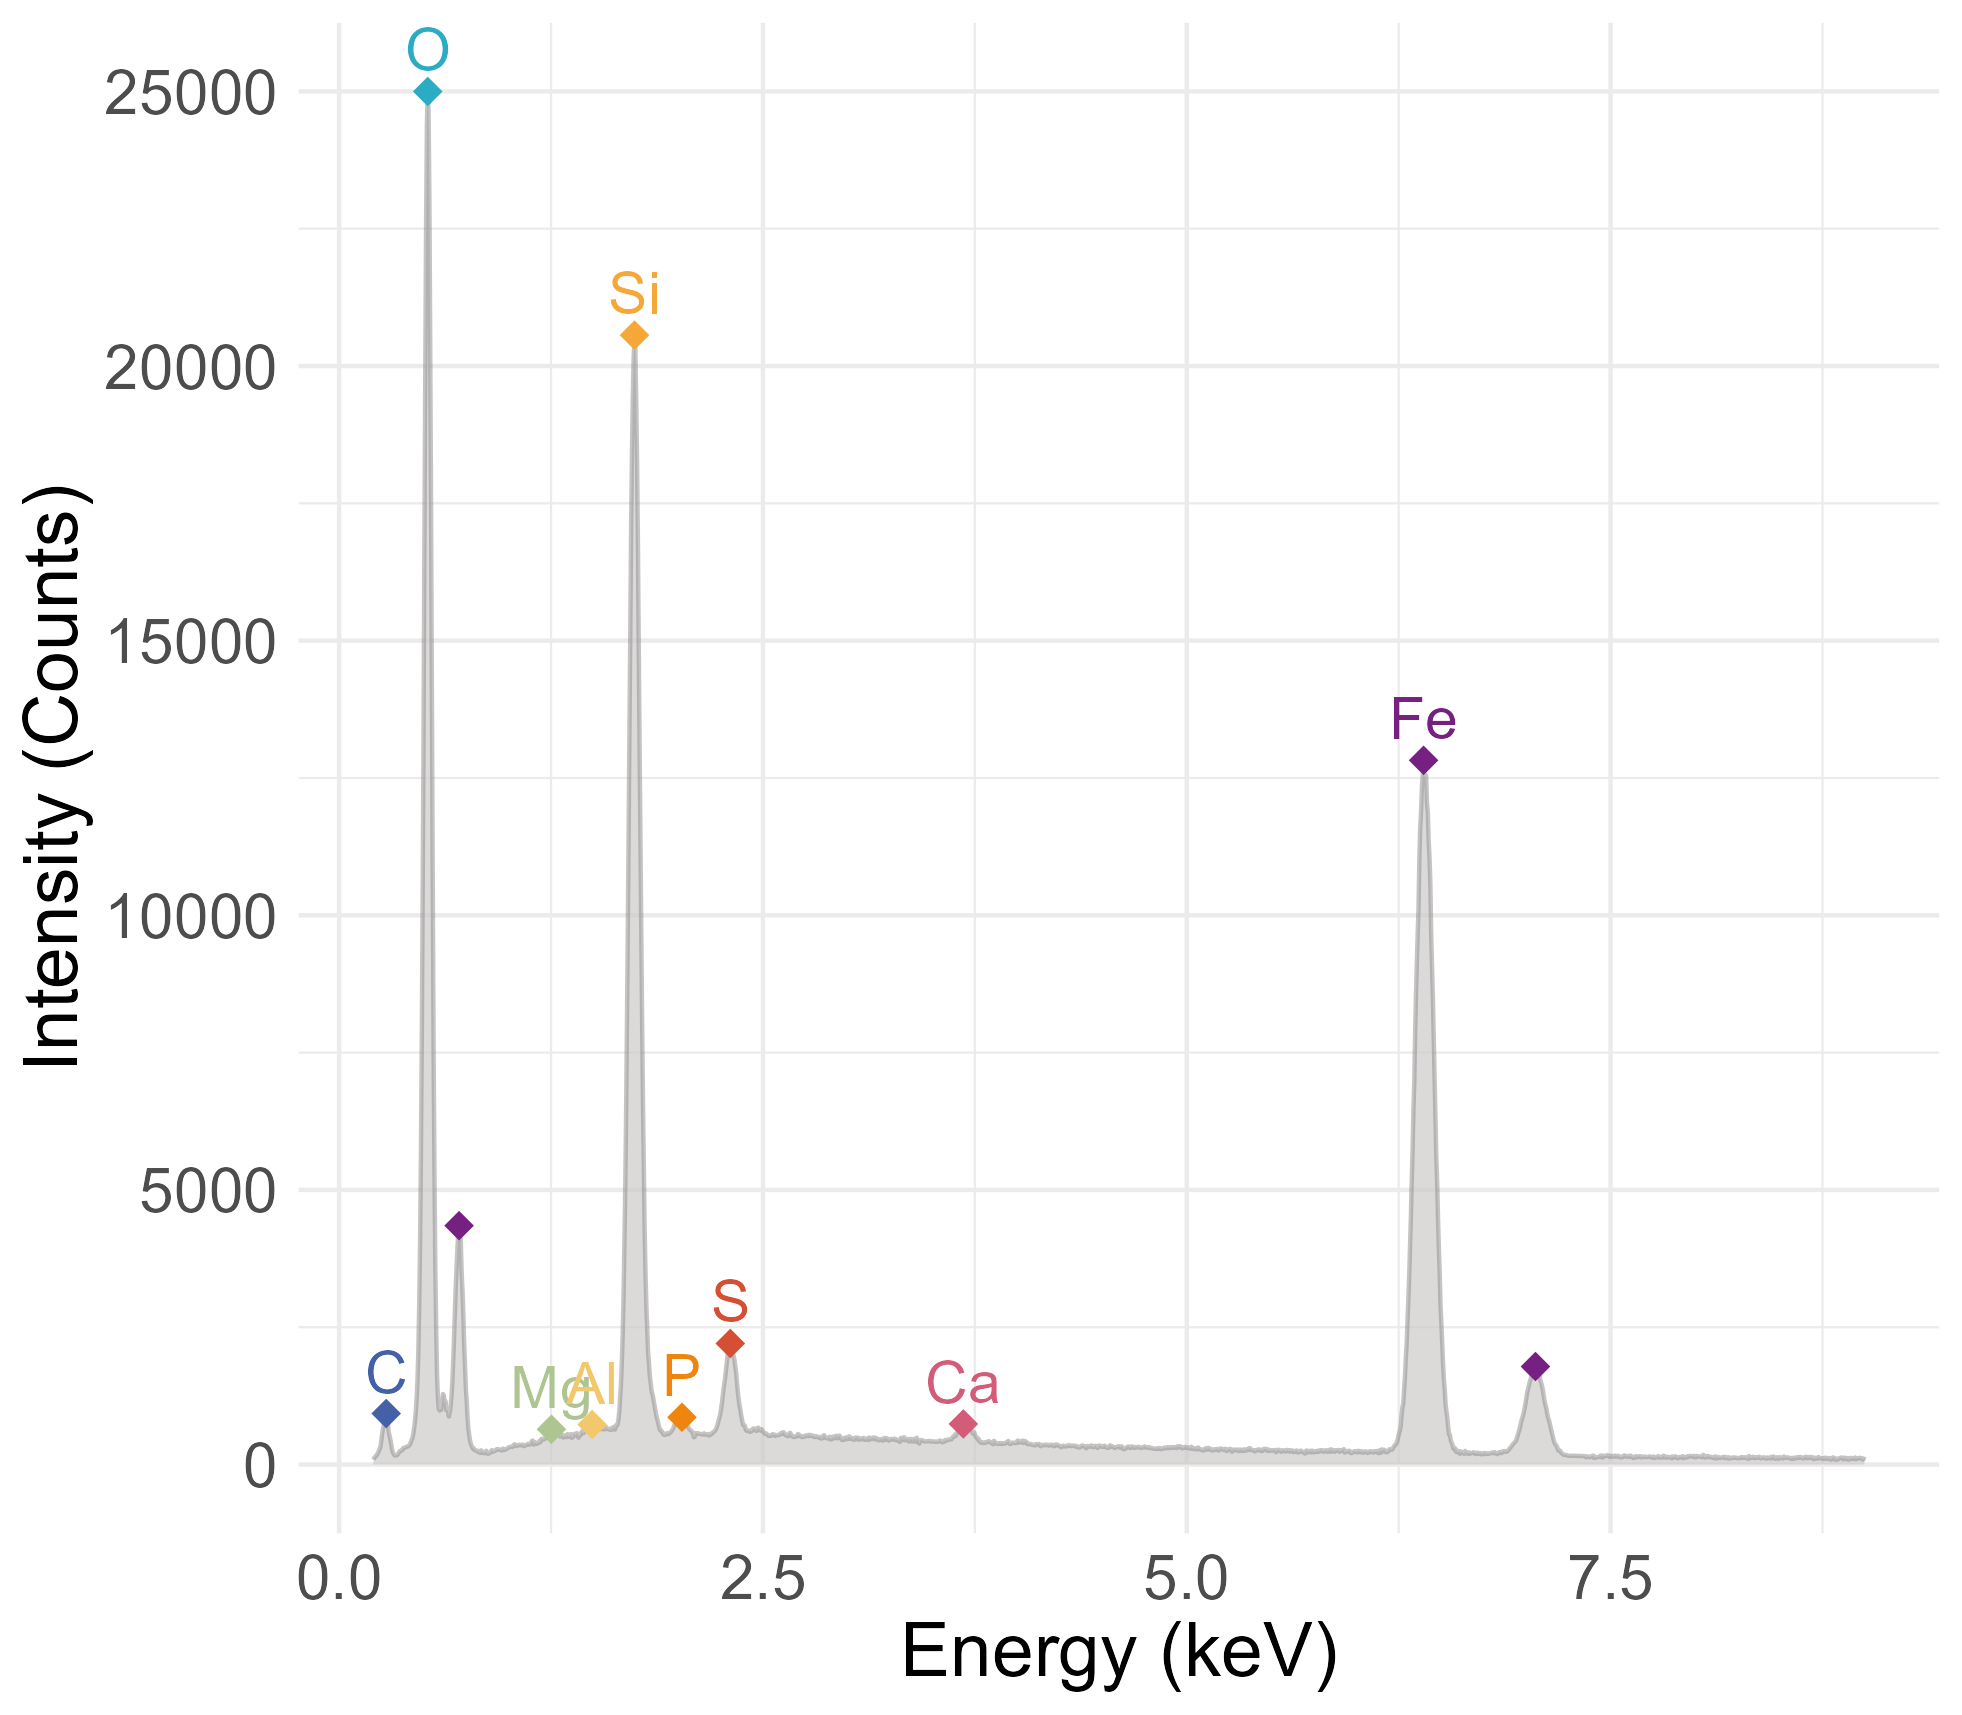 O
25000
Si
20000
15000
Fe
10000
5000
S
C
Mg
Al
P
Ca
0
0.0
2.5
5.0
7.5
Energy (keV)
Intensity (Counts)